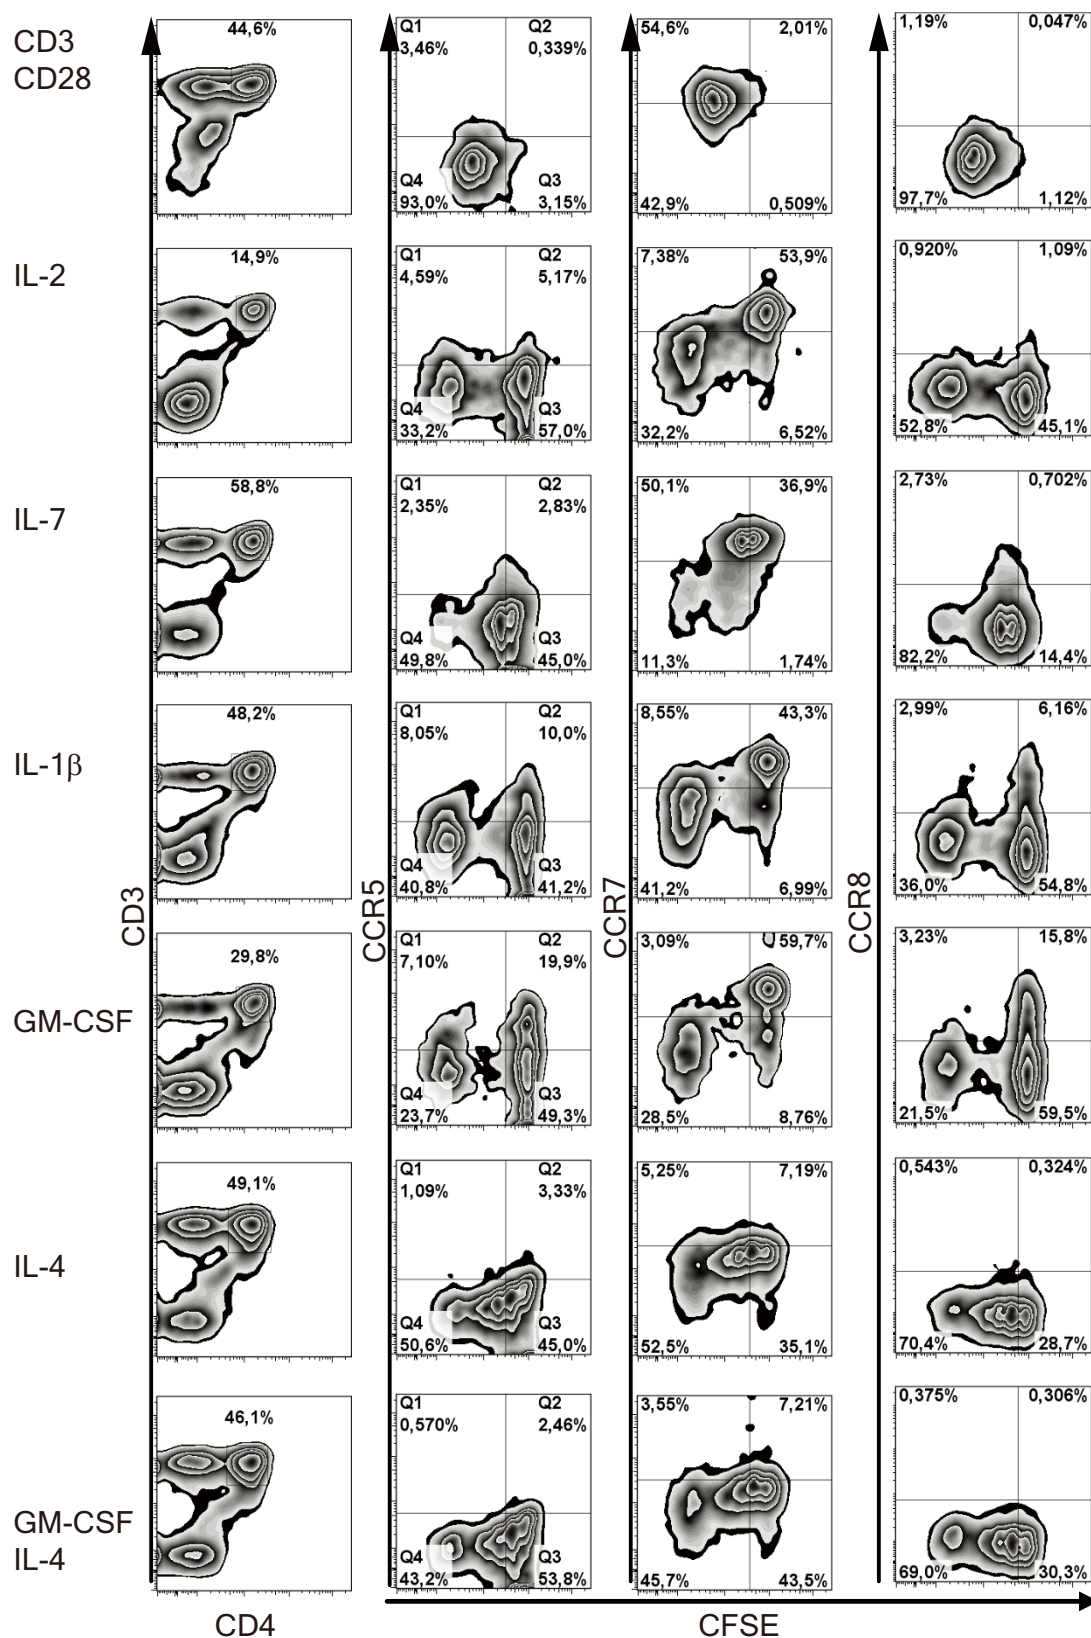 CD3
CD28
44,6%
Q1 Q2
3,46% 0,339%
Q4 Q3
93,0% 3,15%
54,6% 2,01%
42,9% 0,509%
1,19% 0,047%
97,7% 1,12%
IL-2
14,9%
Q1 Q2
4,59% 5,17%
Q4 Q3
33,2% 57,0%
7,38% 53,9%
32,2% 6,52%
0,920% 1,09%
52,8% 45,1%
IL-7
58,8%
Q1 Q2
2,35% 2,83%
Q4 Q3
49,8% 45,0%
50,1% 36,9%
11,3% 1,74%
2,73% 0,702%
82,2% 14,4%
IL-1β
48,2%
Q1 Q2
8,05% 10,0%
Q4 Q3
40,8% 41,2%
8,55% 43,3%
41,2% 6,99%
2,99% 6,16%
36,0% 54,8%
CD3
CCR5
CCR7
CCR8
GM-CSF
29,8%
Q1 Q2
7,10% 19,9%
Q4 Q3
23,7% 49,3%
3,09% 59,7%
28,5% 8,76%
3,23% 15,8%
21,5% 59,5%
IL-4
49,1%
Q1 Q2
1,09% 3,33%
Q4 Q3
50,6% 45,0%
5,25% 7,19%
52,5% 35,1%
0,543% 0,324%
70,4% 28,7%
GM-CSF
IL-4
46,1%
Q1 Q2
0,570% 2,46%
Q4 Q3
43,2% 53,8%
3,55% 7,21%
45,7% 43,5%
0,375% 0,306%
69,0% 30,3%
CD4
CFSE